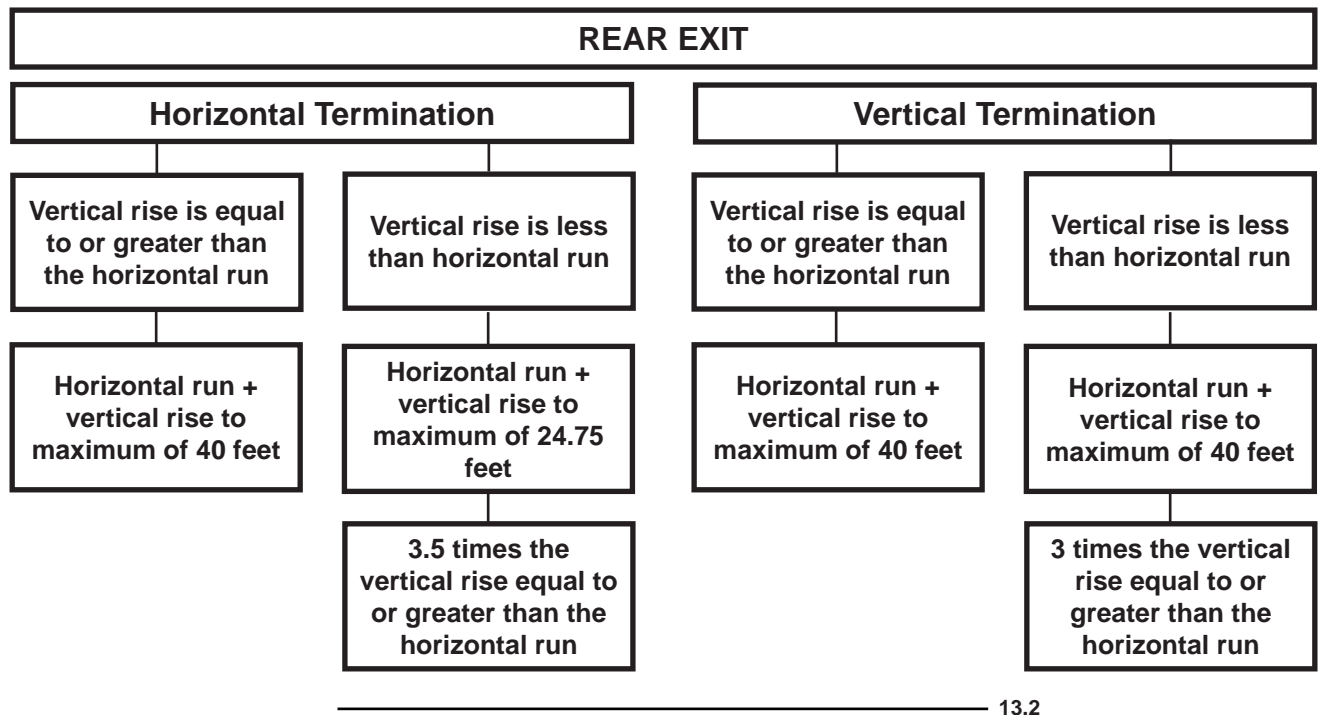 REAR EXIT
Horizontal Termination
Vertical rise is equal
to or greater than
the horizontal run
Horizontal run +
vertical rise to
maximum of 40 feet
Vertical rise is less
than horizontal run
Horizontal run +
vertical rise to
maximum of 24.75
feet
3.5 times the
vertical rise equal to
or greater than the
horizontal run
Vertical Termination
Vertical rise is equal
to or greater than
the horizontal run
Horizontal run +
vertical rise to
maximum of 40 feet
Vertical rise is less
than horizontal run
Horizontal run +
vertical rise to
maximum of 40 feet
3 times the vertical
rise equal to or
greater than the
horizontal run
13.2